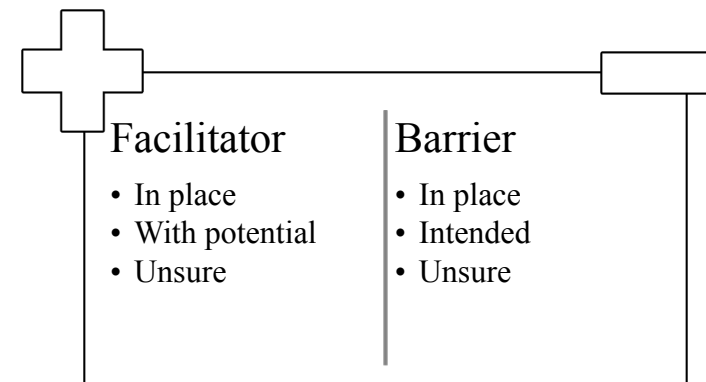 Facilitator
• In place
• With potential
• Unsure
Barrier
• In place
• Intended
• Unsure